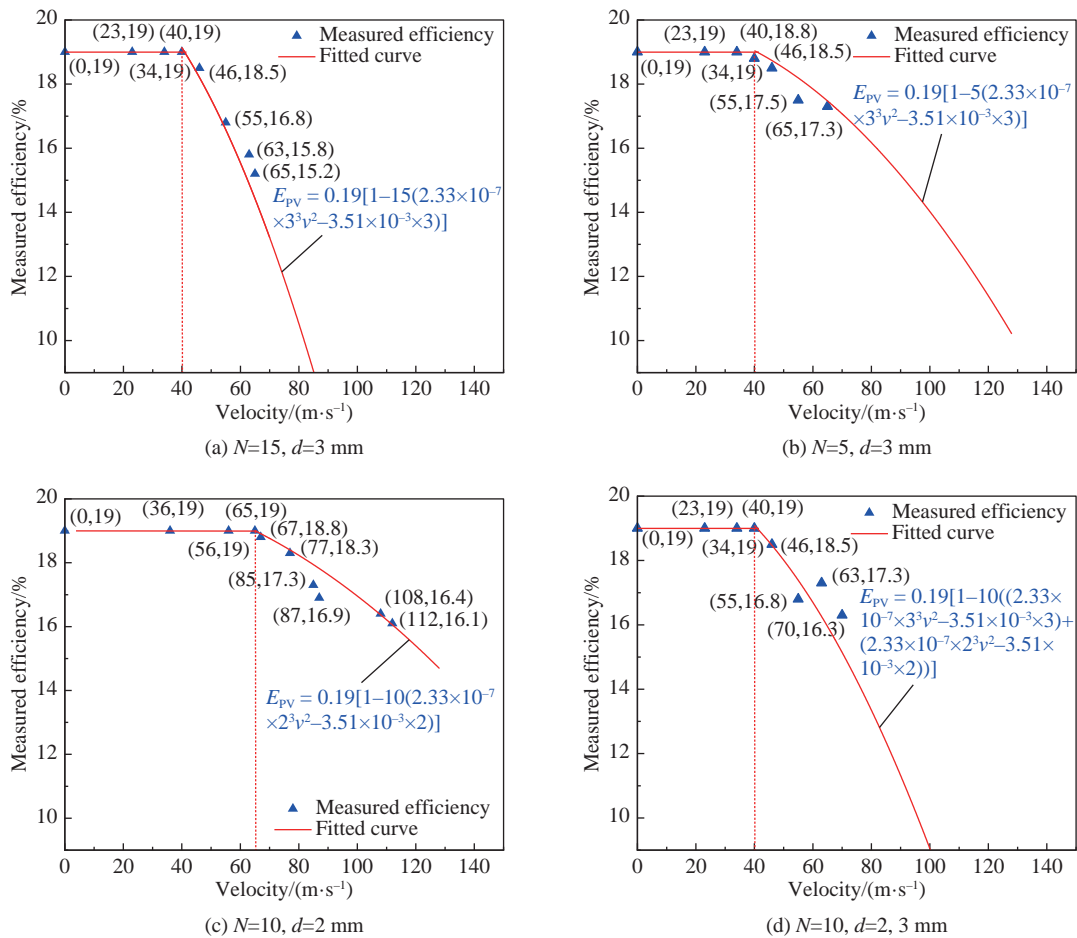 20
19
18
16
14
12
10
Measured efficiency/%
(23,19) (40,19)
(0,19)
(34,19)
(46,18.5)
(55,16.8)
(63,15.8)
(65,15.2)
Measured efficiency
Fitted curve
E_PV = 0.19[1–15(2.33×10⁻⁷
×3³v²–3.51×10⁻³×3)]
0 20 40 60 80 100 120 140
Velocity/(m·s⁻¹)
(a) N=15, d=3 mm
20
18
16
14
12
10
Measured efficiency/%
(23,19) (40,18.8)
(0,19)
(34,19)
(46,18.5)
(55,17.5)
(65,17.3)
Measured efficiency
Fitted curve
E_PV = 0.19[1–5(2.33×10⁻⁷
×3³v²–3.51×10⁻³×3)]
0 20 40 60 80 100 120 140
Velocity/(m·s⁻¹)
(b) N=5, d=3 mm
20
18
16
14
12
10
Measured efficiency/%
(0,19) (36,19) (65,19)
(56,19)
(67,18.8)
(77,18.3)
(85,17.3)
(87,16.9)
(108,16.4)
(112,16.1)
E_PV = 0.19[1–10(2.33×10⁻⁷
×2³v²–3.51×10⁻³×2)]
Measured efficiency
Fitted curve
0 20 40 60 80 100 120 140
Velocity/(m·s⁻¹)
(c) N=10, d=2 mm
20
18
16
14
12
10
Measured efficiency/%
(23,19) (40,19)
(0,19)
(34,19)
(46,18.5)
(63,17.3)
(55,16.8)
(70,16.3)
Measured efficiency
Fitted curve
E_PV = 0.19[1–10((2.33×
10⁻⁷×3³v²–3.51×10⁻³×3)+
(2.33×10⁻⁷×2³v²–3.51×
10⁻³×2))]
0 20 40 60 80 100 120 140
Velocity/(m·s⁻¹)
(d) N=10, d=2, 3 mm